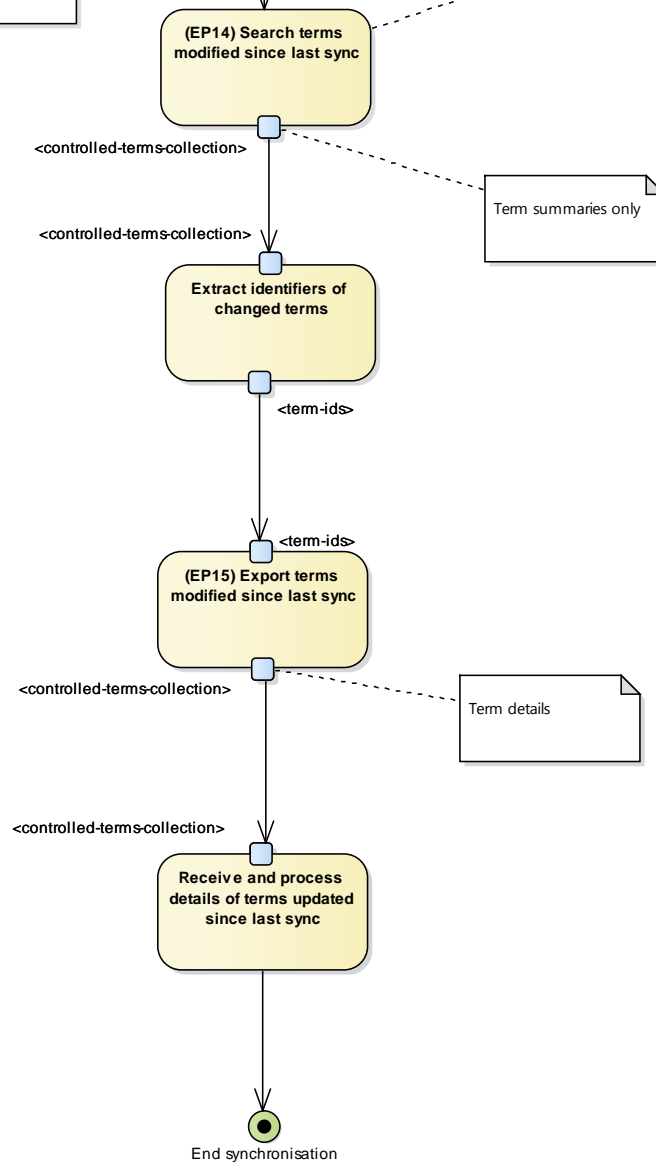 (EP14) Search terms
modified since last sync
<controlled-terms-collection>
Term summaries only
<controlled-terms-collection>
Extract identifiers of
changed terms
<term-ids>
<term-ids>
(EP15) Export terms
modified since last sync
<controlled-terms-collection>
Term details
<controlled-terms-collection>
Receive and process
details of terms updated
since last sync
End synchronisation